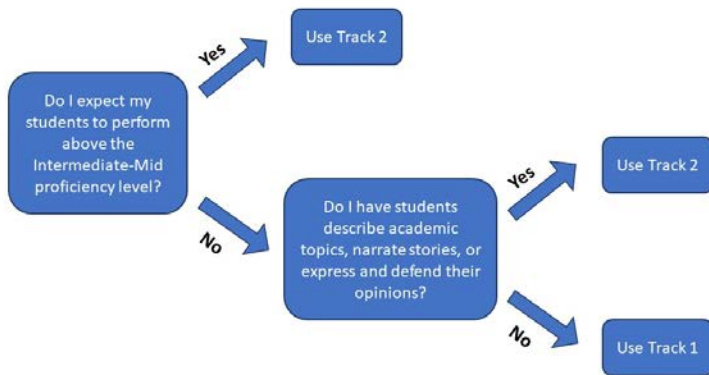 Use Track 2
Yes
Do I expect my
students to perform
above the
Intermediate-Mid
proficiency level?
No
Do I have students
describe academic
topics, narrate stories, or
express and defend their
opinions?
Yes
Use Track 2
No
Use Track 1